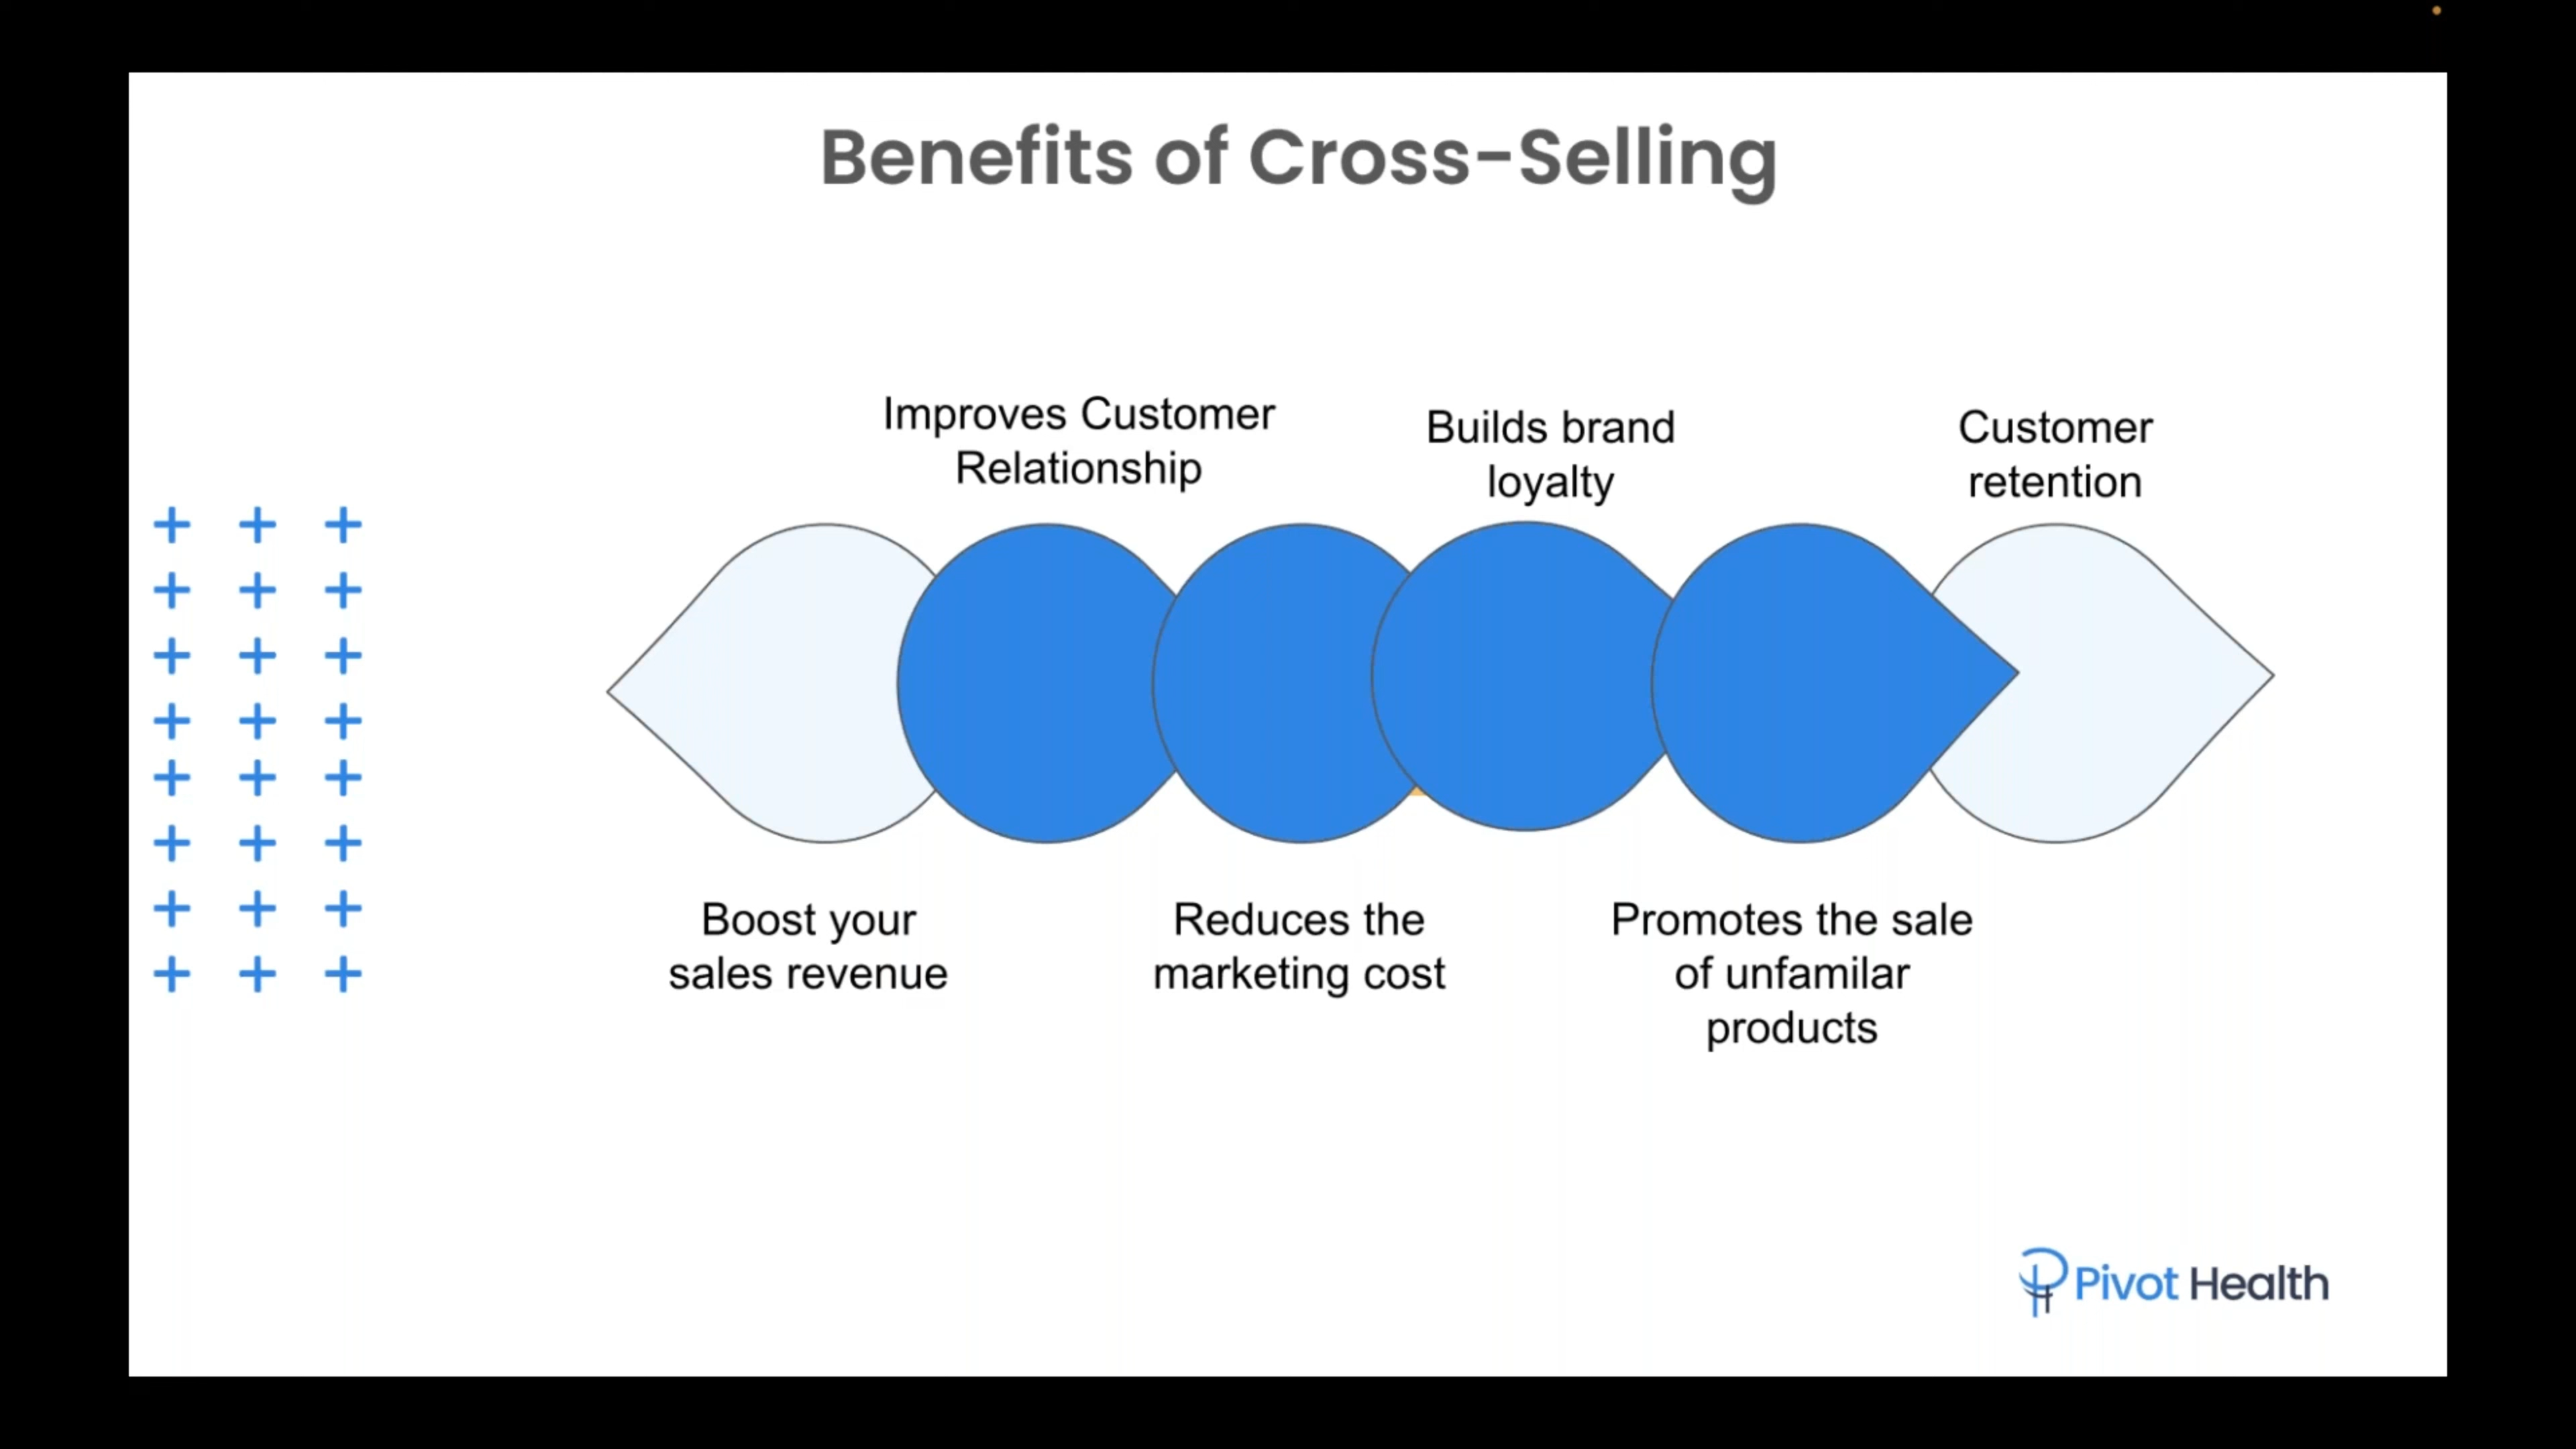 Benefits of Cross-Selling
Improves Customer
Relationship
Builds brand
loyalty
Customer
retention
Boost your
sales revenue
Reduces the
marketing cost
Promotes the sale
of unfamilar
products
Pivot Health